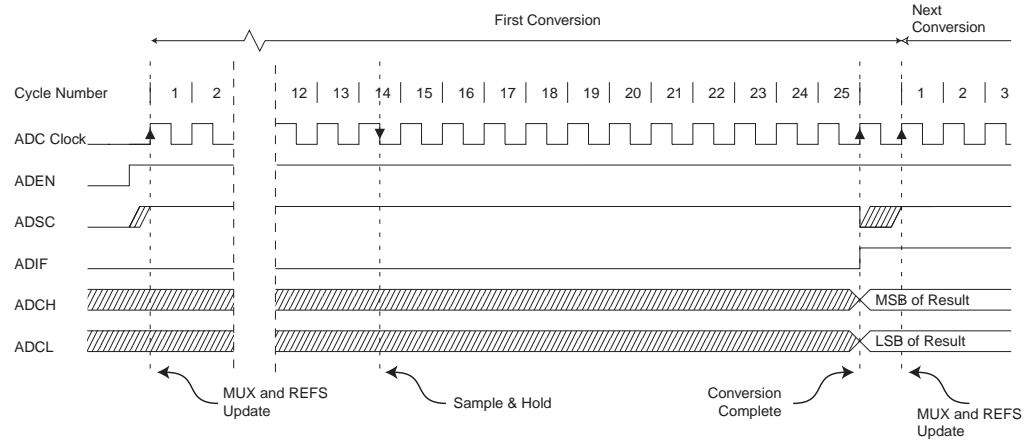 First Conversion
Next
Conversion
Cycle Number 1 2 12 13 14 15 16 17 18 19 20 21 22 23 24 25 1 2 3
ADC Clock
ADEN
ADSC
ADIF
ADCH MSB of Result
ADCL LSB of Result
MUX and REFS
Update
Sample & Hold
Conversion
Complete
MUX and REFS
Update